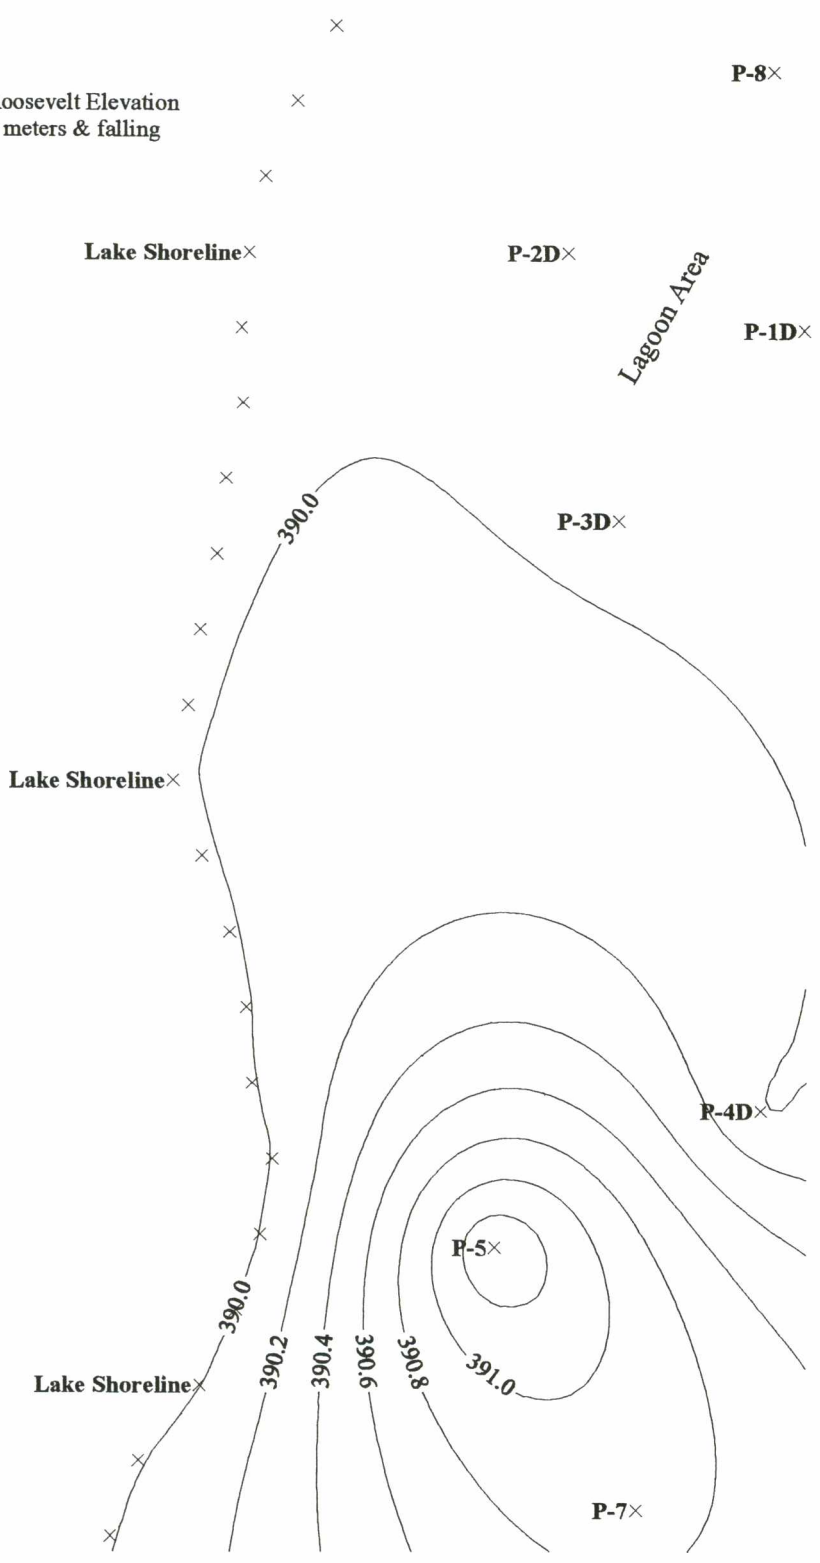 P-8
oosevelt Elevation
meters & falling
Lake Shoreline
P-2D
Lagoon Area
P-1D
390.0
P-3D
Lake Shoreline
P-4D
P-5
390.0
390.2
390.4
390.6
390.8
391.0
Lake Shoreline
P-7